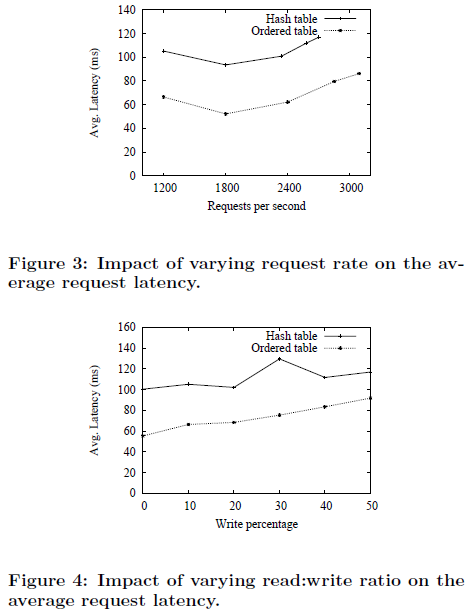 140
120
100
80
60
40
20
0
Avg. Latency (ms)
Hash table
Ordered table
1200 1800 2400 3000
Requests per second
Figure 3: Impact of varying request rate on the av-
erage request latency.
160
140
120
100
80
60
40
20
0
Avg. Latency (ms)
Hash table
Ordered table
0 10 20 30 40 50
Write percentage
Figure 4: Impact of varying read:write ratio on the
average request latency.